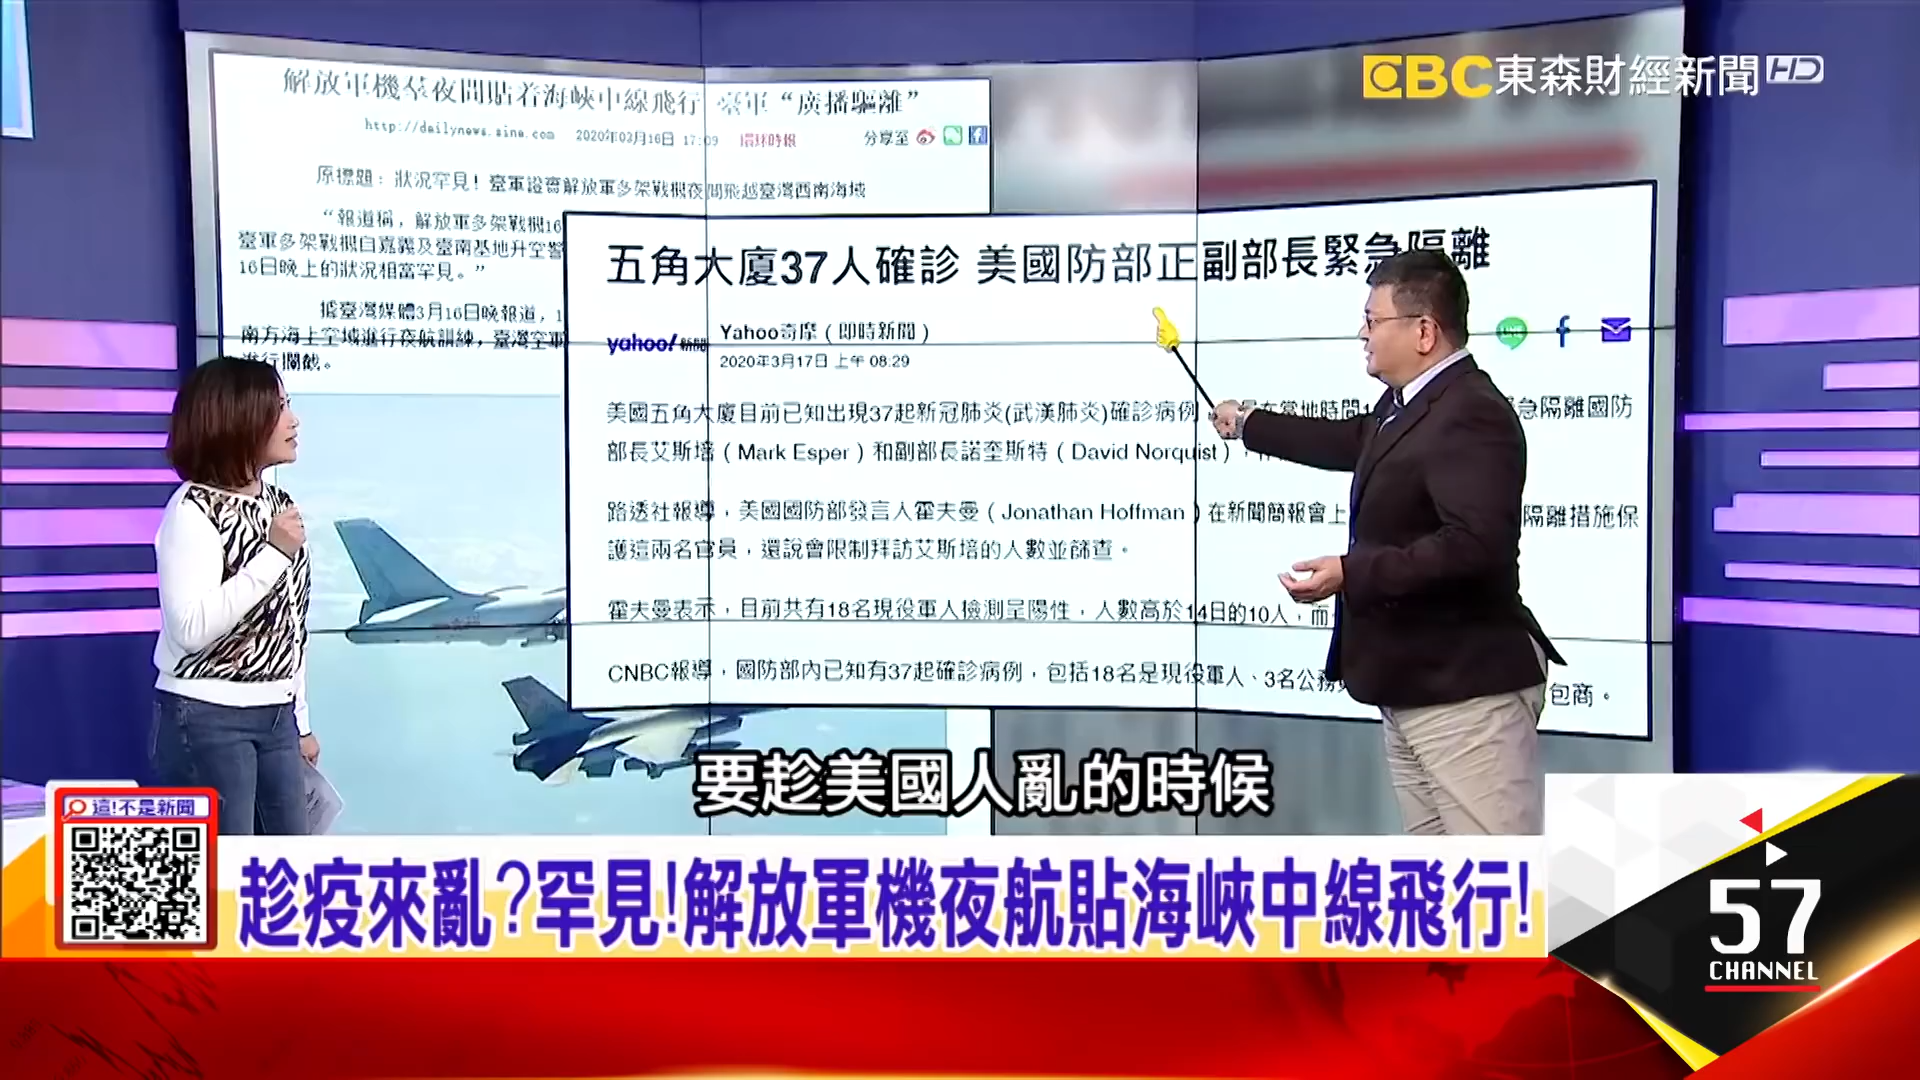 EBC東森財經新聞HD
解放軍機夜間貼着海峽中線飛行 臺軍“廣播驅離”
http://dailynews.sina.com 2020年03月16日 17:09 環球時報 分享至
原標題：狀況罕見！臺軍證實解放軍多架戰機夜間飛越臺灣西南海域
“報道稱，解放軍多架戰機16
臺軍多架戰機自嘉義及臺南基地升空
16日晚上的狀況相當罕見。”
據臺灣媒體3月16日晚報道，1
南方海上空域進行夜航訓練，臺灣空軍
進行攔截。
五角大廈37人確診 美國防部正副部長緊急隔離
yahoo!新聞
Yahoo奇摩（即時新聞）
2020年3月17日 上午 08:29
LINE
美國五角大廈目前已知出現37起新冠肺炎(武漢肺炎)確診病例，在當地時間1 急隔離國防
部長艾斯培（Mark Esper）和副部長諾奎斯特（David Norquist），
路透社報導，美國國防部發言人霍夫曼（Jonathan Hoffman）在新聞簡報會上 隔離措施保
護這兩名官員，還說會限制拜訪艾斯培的人數並篩查。
霍夫曼表示，目前共有18名現役軍人檢測呈陽性，人數高於14日的10人，而
CNBC報導，國防部內已知有37起確診病例，包括18名是現役軍人、3名公務 包商。
要趁美國人亂的時候
這!不是新聞
趁疫來亂?罕見!解放軍機夜航貼海峽中線飛行!
57
CHANNEL